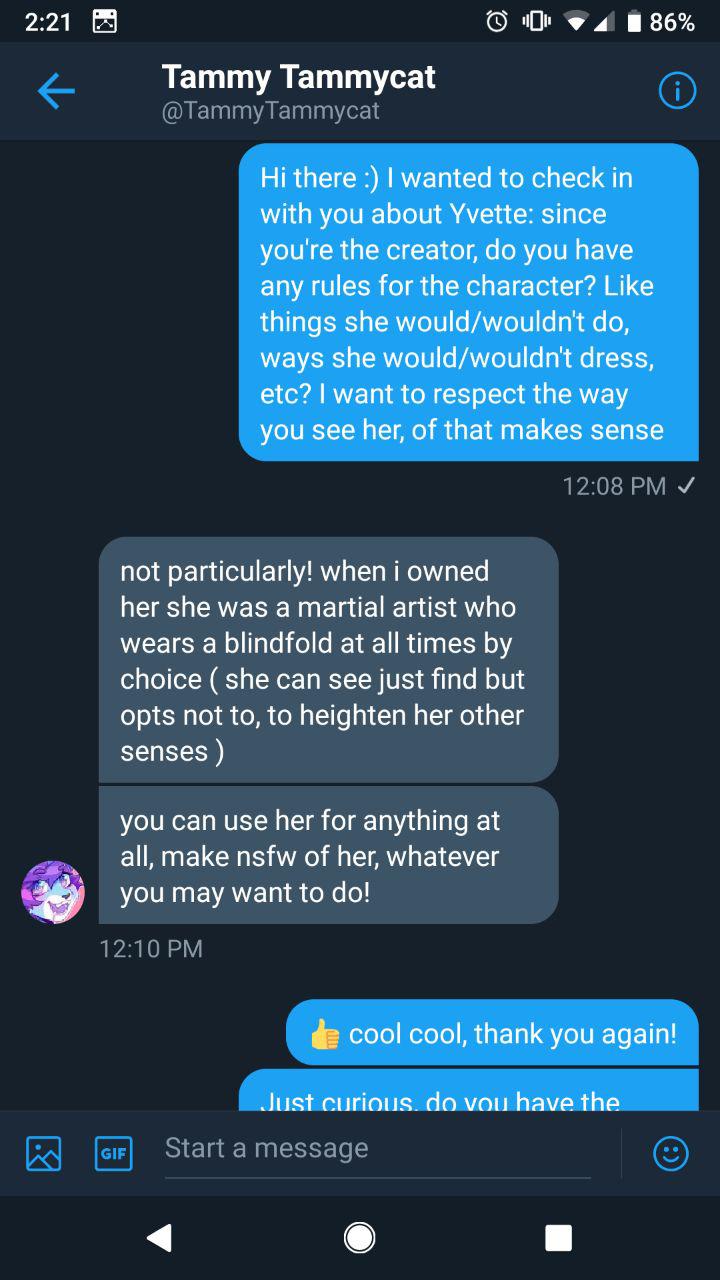 2:21
86%
Tammy Tammycat
@TammyTammycat
Hi there :) I wanted to check in
with you about Yvette: since
you're the creator, do you have
any rules for the character? Like
things she would/wouldn't do,
ways she would/wouldn't dress,
etc? I want to respect the way
you see her, of that makes sense
12:08 PM
not particularly! when i owned
her she was a martial artist who
wears a blindfold at all times by
choice ( she can see just find but
opts not to, to heighten her other
senses )
you can use her for anything at
all, make nsfw of her, whatever
you may want to do!
12:10 PM
👍 cool cool, thank you again!
Just curious, do you have the
GIF
Start a message